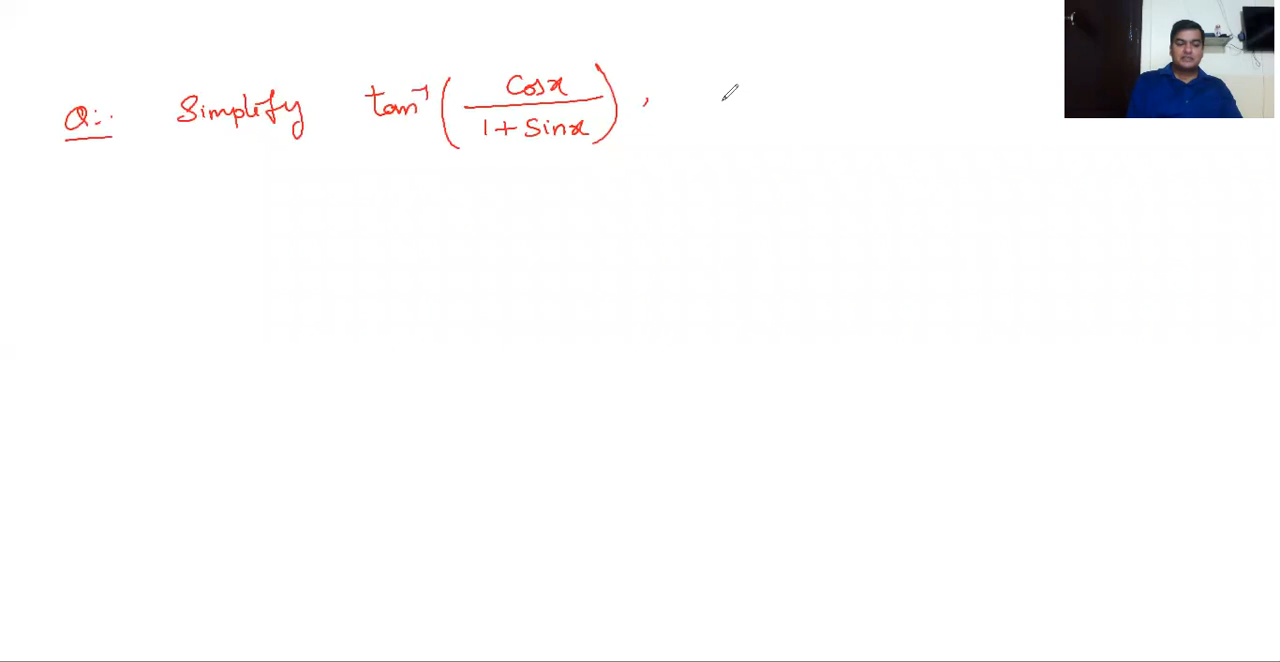 Q:- Simplify tan⁻¹ ( Cosx / 1 + Sinx ) ,